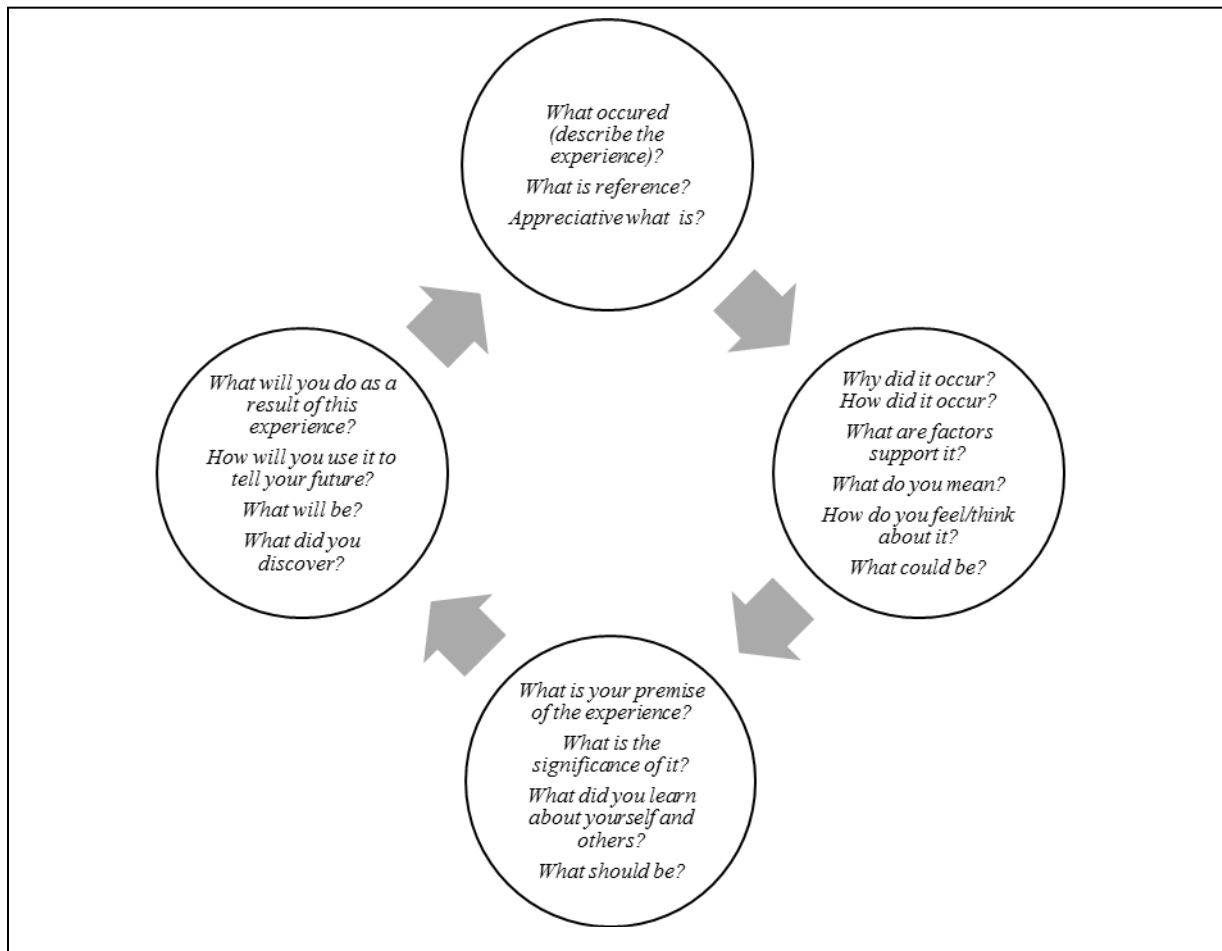 What occured
(describe the
experience)?
What is reference?
Appreciative what is?
Why did it occur?
How did it occur?
What are factors
support it?
What do you mean?
How do you feel/think
about it?
What could be?
What is your premise
of the experience?
What is the
significance of it?
What did you learn
about yourself and
others?
What should be?
What will you do as a
result of this
experience?
How will you use it to
tell your future?
What will be?
What did you
discover?